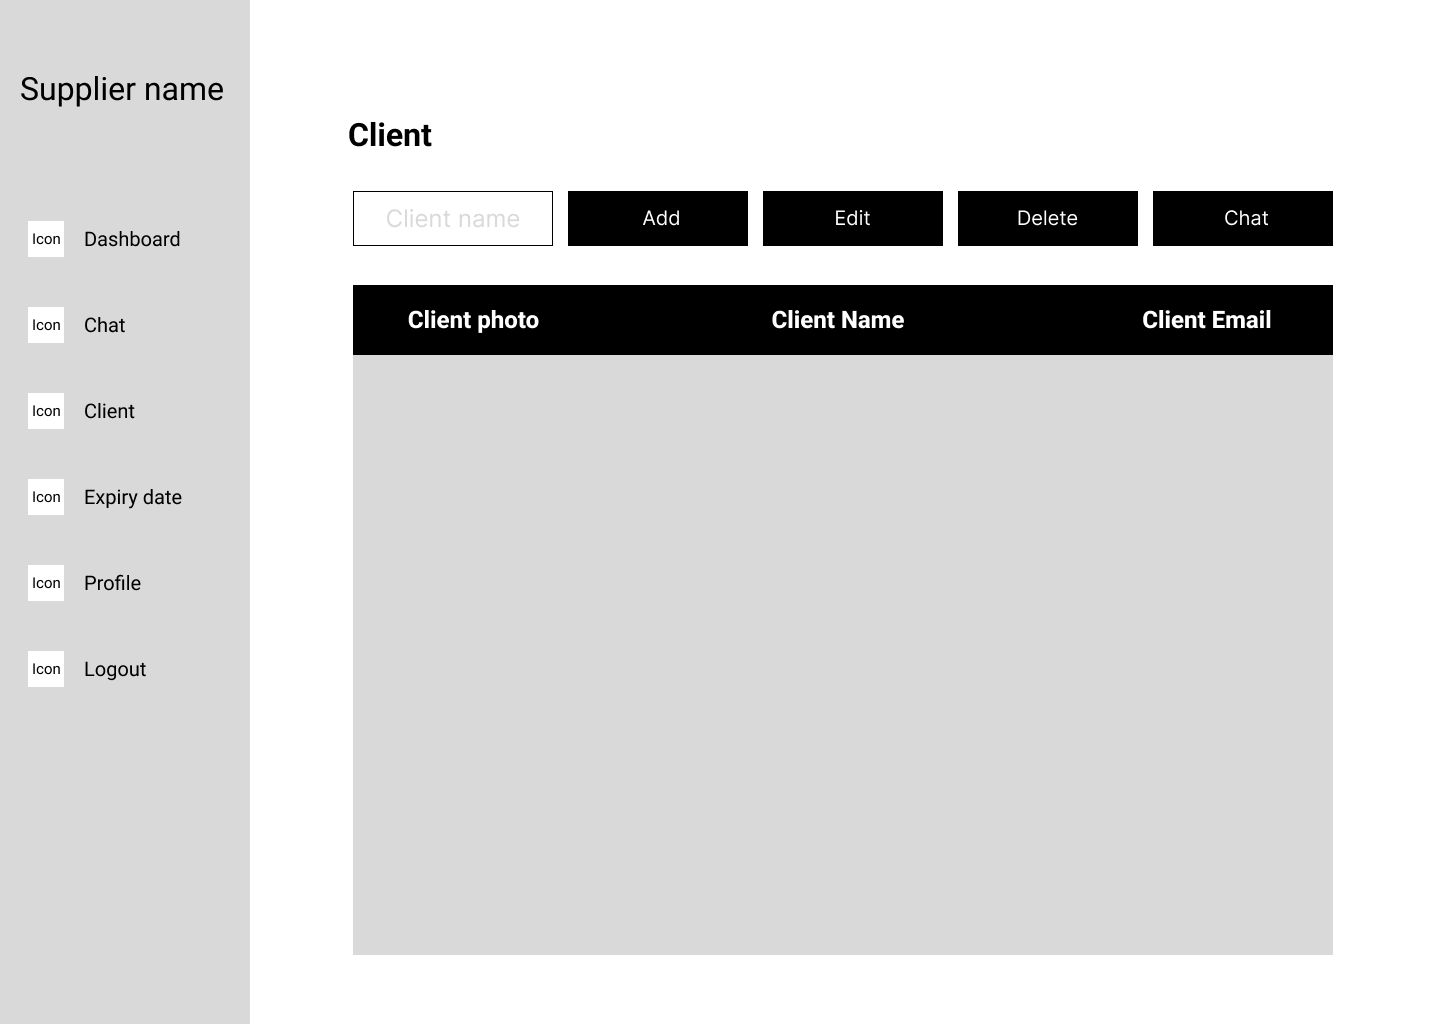 Supplier name
Icon Dashboard
Icon Chat
Icon Client
Icon Expiry date
Icon Profile
Icon Logout
Client
Client name Add Edit Delete Chat
Client photo Client Name Client Email